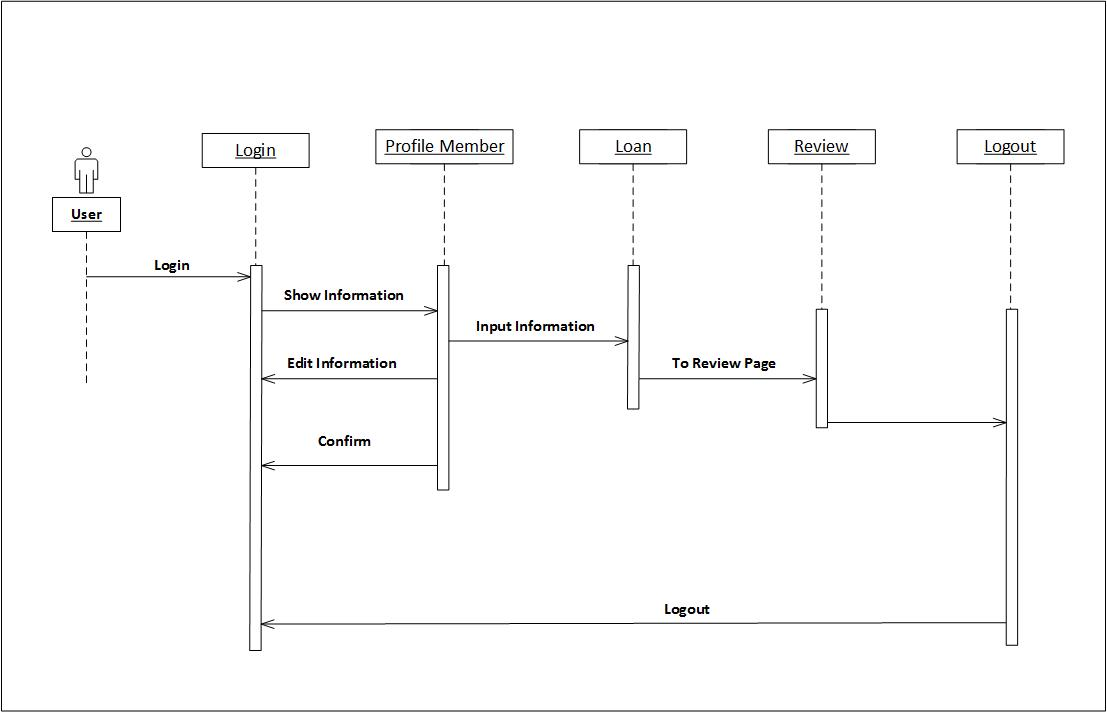 Login
Profile Member
Loan
Review
Logout
User
Login
Show Information
Input Information
Edit Information
To Review Page
Confirm
Logout